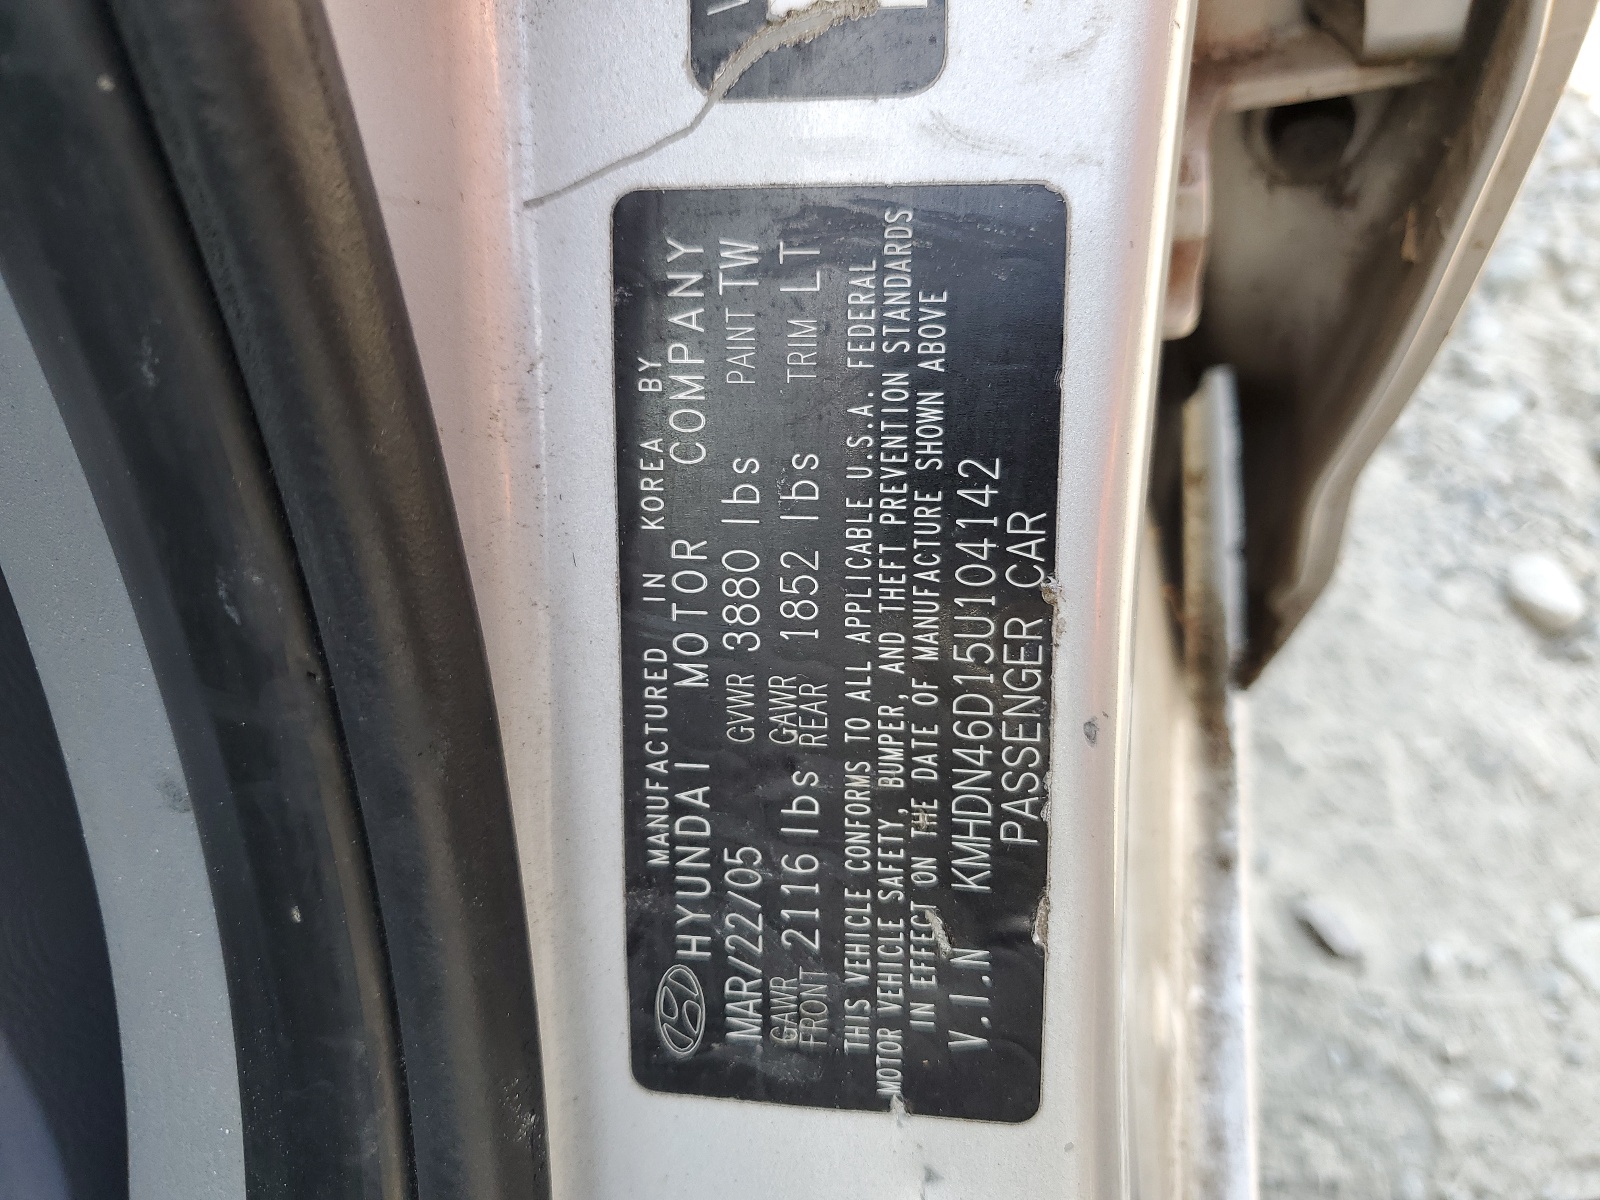 MANUFACTURED IN KOREA BY
HYUNDAI MOTOR COMPANY
MAR/22/05 GVWR 3880 lbs PAINT TW
GAWR FRONT 2116 lbs GAWR REAR 1852 lbs TRIM LT
THIS VEHICLE CONFORMS TO ALL APPLICABLE U.S.A. FEDERAL
MOTOR VEHICLE SAFETY, BUMPER, AND THEFT PREVENTION STANDARDS
IN EFFECT ON THE DATE OF MANUFACTURE SHOWN ABOVE
V.I.N KMHDN46D15U104142
PASSENGER CAR